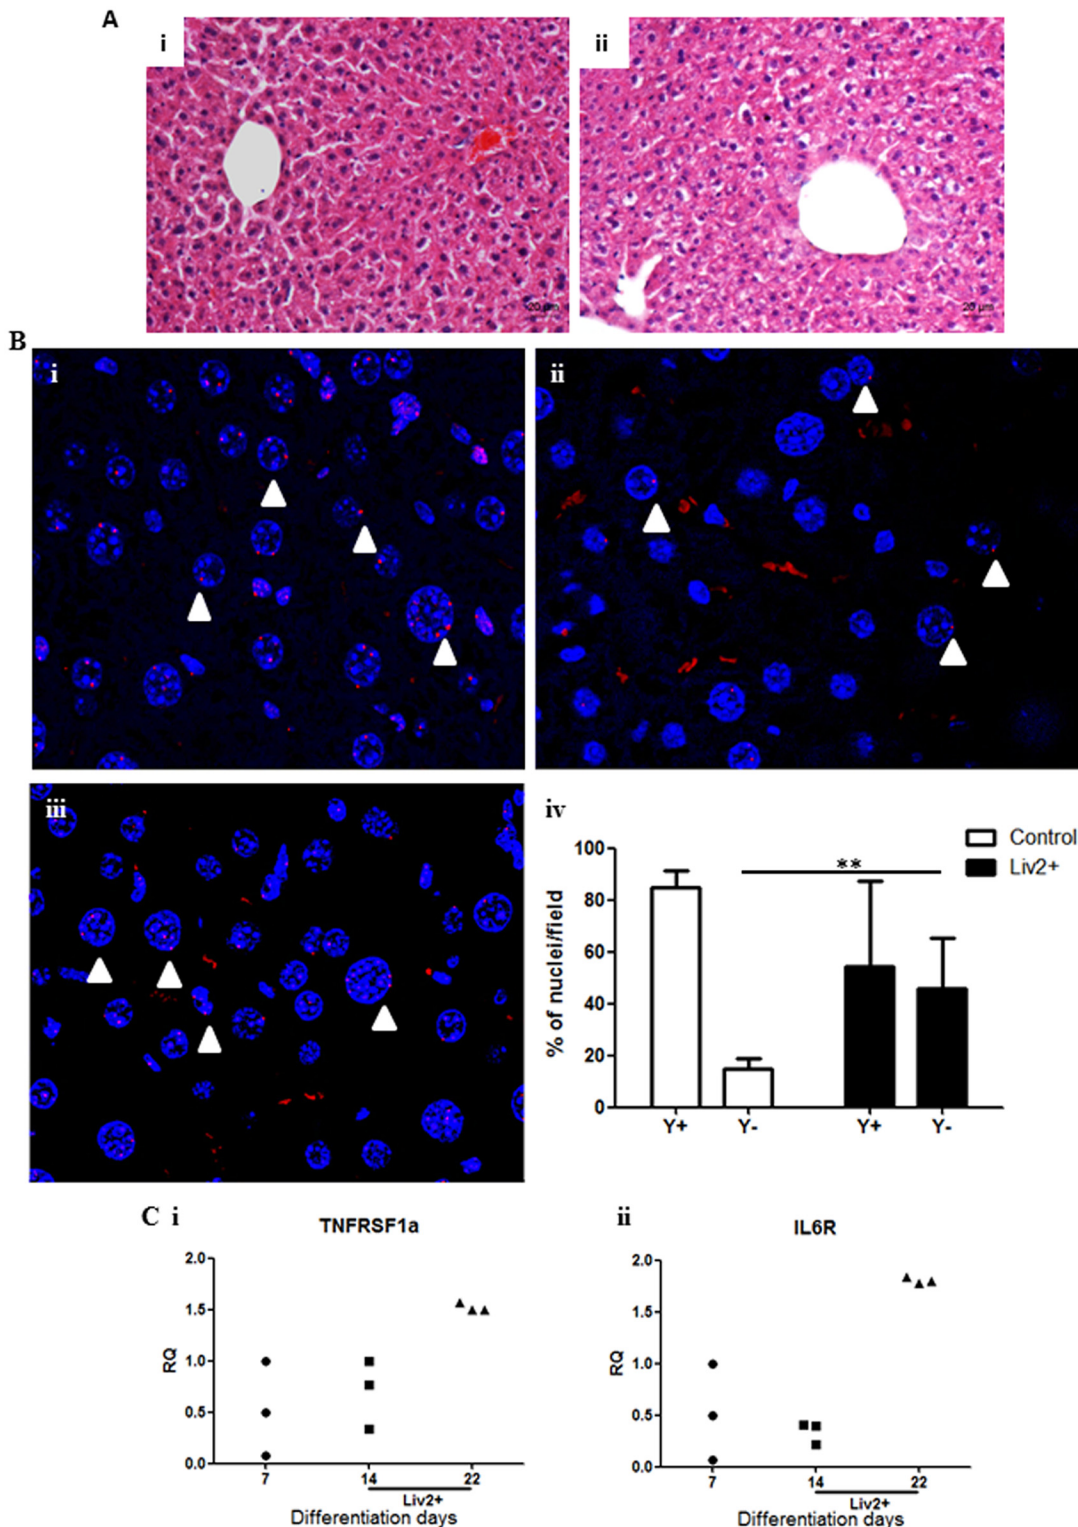 A
i
ii
20 μm
20 μm
B
i
ii
iii
iv
Control
Liv2+
**
% of nuclei/field
100
80
60
40
20
0
Y+
Y-
Y+
Y-
C i
TNFRSF1a
RQ
2.0
1.5
1.0
0.5
0.0
7
14
22
Liv2+
Differentiation days
ii
IL6R
RQ
2.0
1.5
1.0
0.5
0.0
7
14
22
Liv2+
Differentiation days